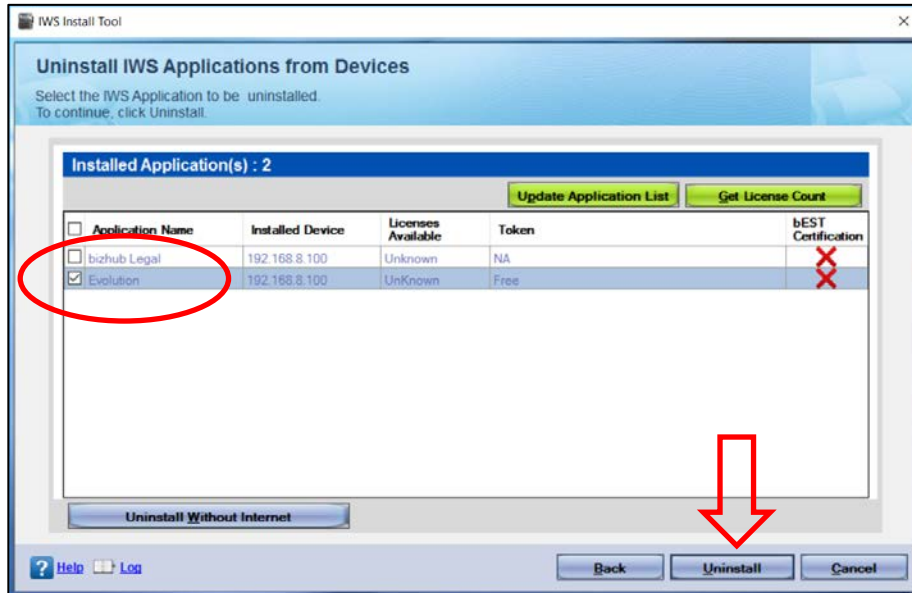 IWS Install Tool
Uninstall IWS Applications from Devices
Select the IWS Application to be uninstalled.
To continue, click Uninstall.
Installed Application(s) : 2
Update Application List Get License Count
Application Name Installed Device Licenses Available Token bEST Certification
bizhub Legal 192.168.8.100 Unknown NA
Evolution 192.168.8.100 UnKnown Free
Uninstall Without Internet
Help Log Back Uninstall Cancel